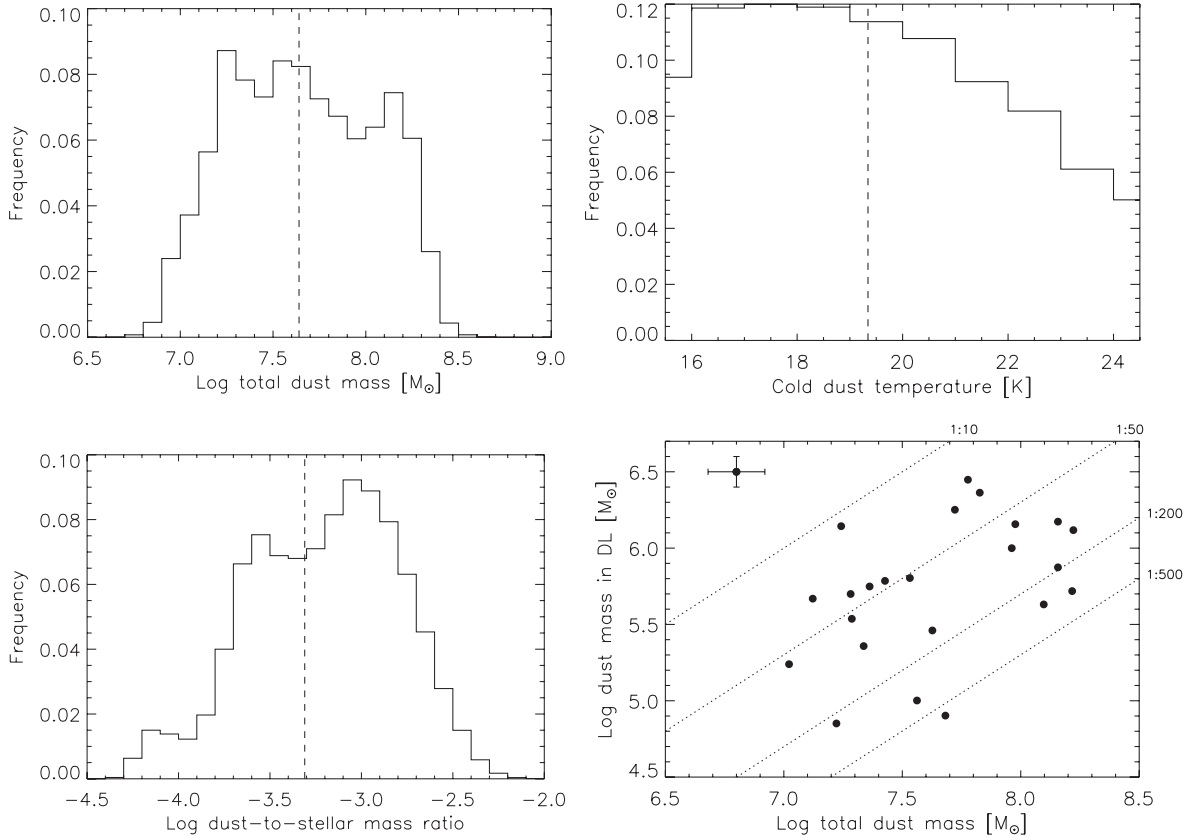 0.10
0.08
0.06
0.04
0.02
0.00
Frequency
6.5 7.0 7.5 8.0 8.5 9.0
Log total dust mass [M⊙]
0.12
0.10
0.08
0.06
0.04
0.02
0.00
Frequency
16 18 20 22 24
Cold dust temperature [K]
0.10
0.08
0.06
0.04
0.02
0.00
Frequency
−4.5 −4.0 −3.5 −3.0 −2.5 −2.0
Log dust−to−stellar mass ratio
1:10 1:50
1:200
1:500
6.5
6.0
5.5
5.0
4.5
Log dust mass in DL [M⊙]
6.5 7.0 7.5 8.0 8.5
Log total dust mass [M⊙]